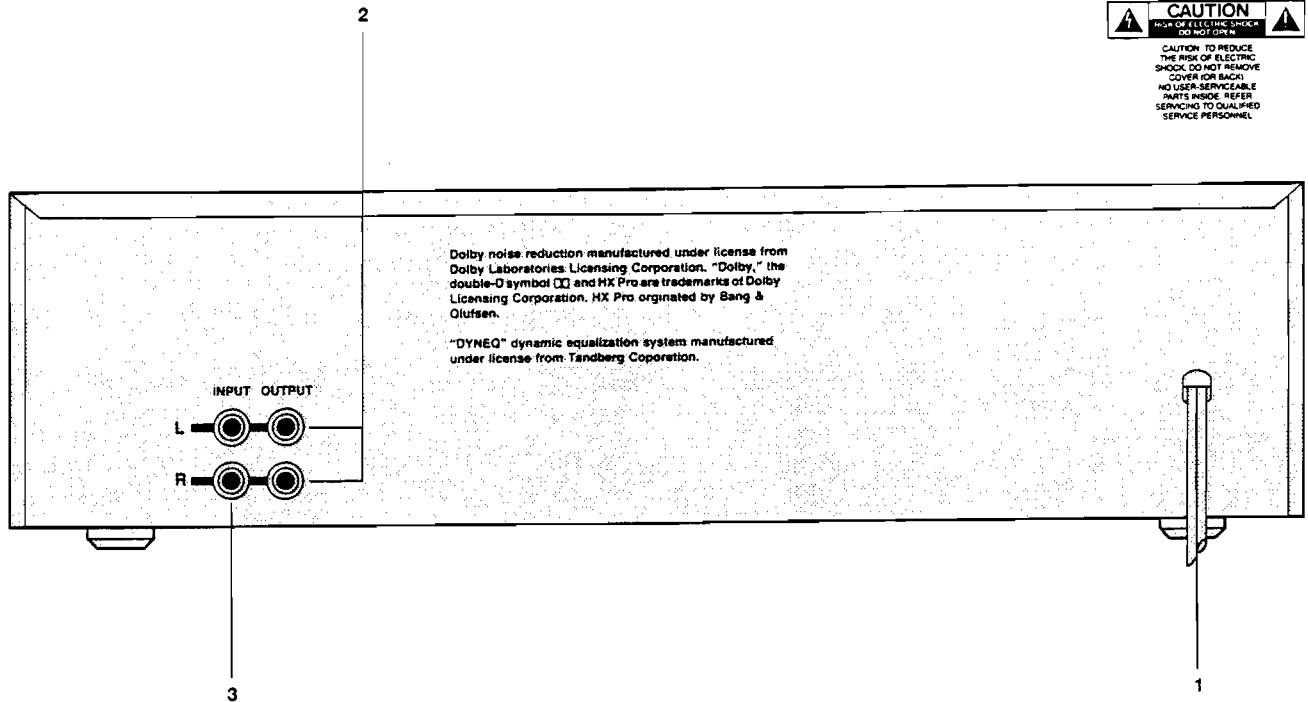 2
CAUTION
RISK OF ELECTRIC SHOCK
DO NOT OPEN
CAUTION TO REDUCE
THE RISK OF ELECTRIC
SHOCK, DO NOT REMOVE
COVER (OR BACK)
NO USER-SERVICEABLE
PARTS INSIDE. REFER
SERVICING TO QUALIFIED
SERVICE PERSONNEL
Dolby noise reduction manufactured under license from
Dolby Laboratories Licensing Corporation. "Dolby," the
double-D symbol and HX Pro are trademarks of Dolby
Licensing Corporation. HX Pro orginated by Bang &
Olufsen.
"DYNEQ" dynamic equalization system manufactured
under license from Tandberg Coporation.
INPUT OUTPUT
L
R
3
1